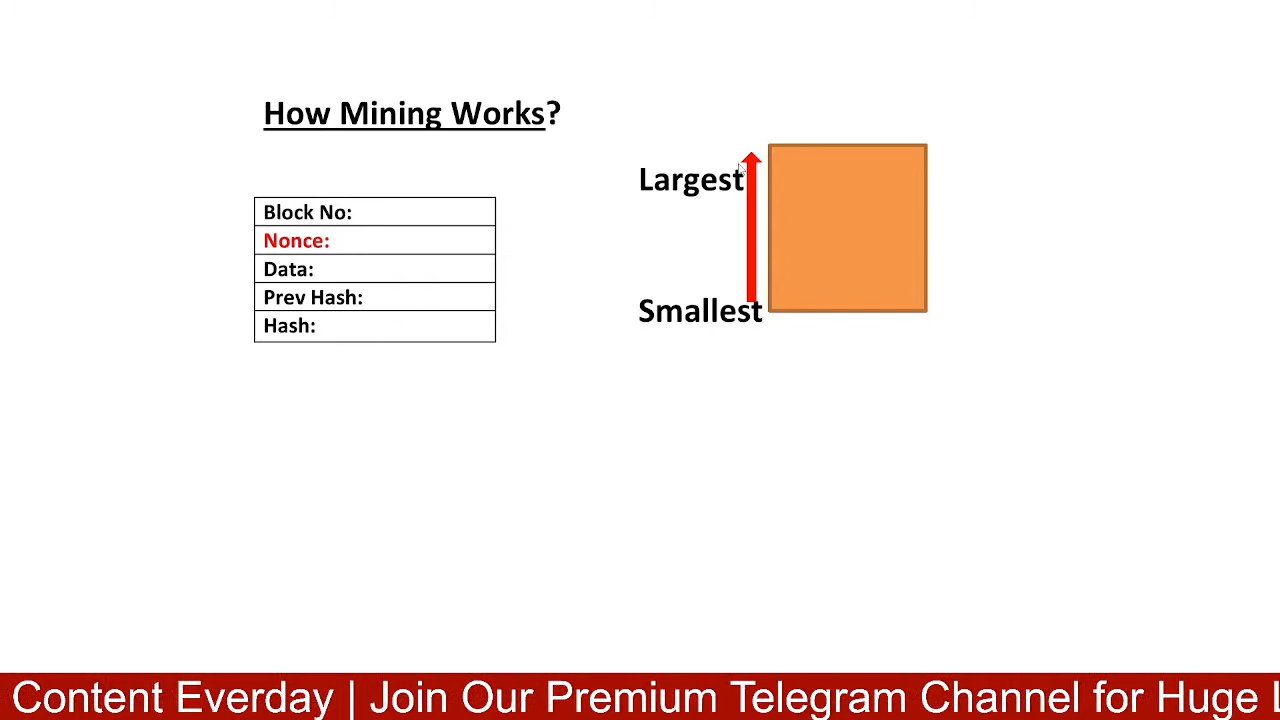 How Mining Works?
Block No:
Nonce:
Data:
Prev Hash:
Hash:
Largest
Smallest
Content Everday | Join Our Premium Telegram Channel for Huge L